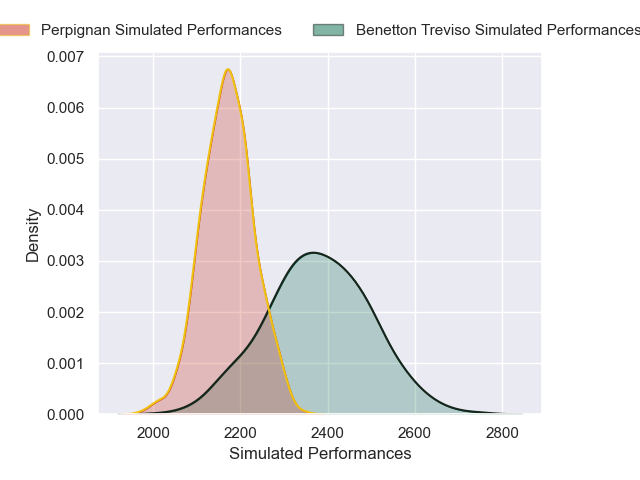 Perpignan Simulated Performances Benetton Treviso Simulated Performances
0.007
0.006
0.005
0.004
0.003
0.002
0.001
0.000
Density
2000 2200 2400 2600 2800
Simulated Performances